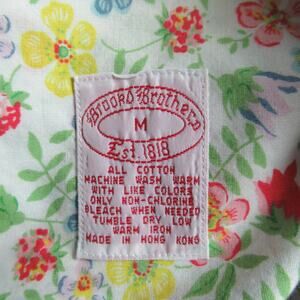 Brooks Brothers
M
Est. 1818
ALL COTTON
MACHINE WASH WARM
WITH LIKE COLORS
ONLY NON-CHLORINE
BLEACH WHEN NEEDED
TUMBLE DRY LOW
WARM IRON
MADE IN HONG KONG